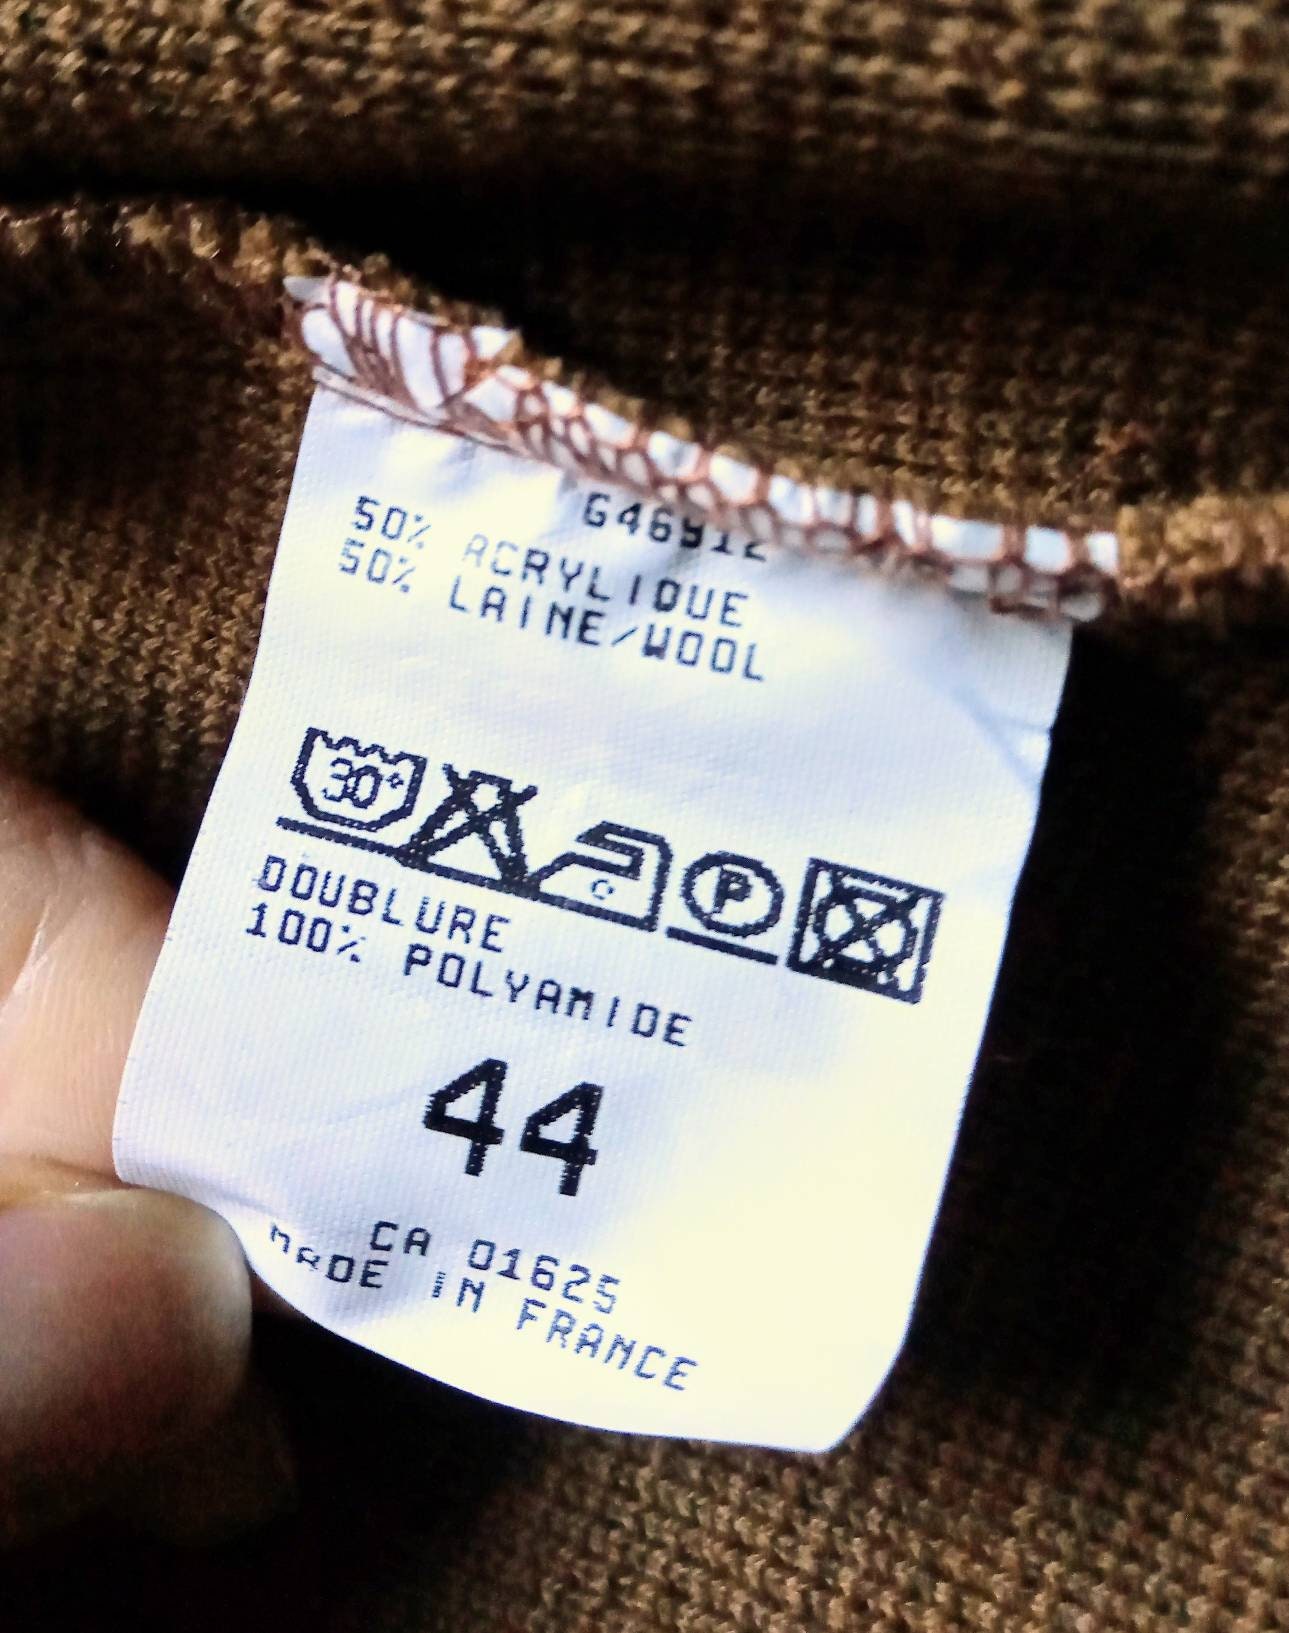 G46912
50% ACRYLIQUE
50% LAINE/WOOL
30°
P
DOUBLURE
100% POLYAMIDE
44
CA 01625
MADE IN FRANCE